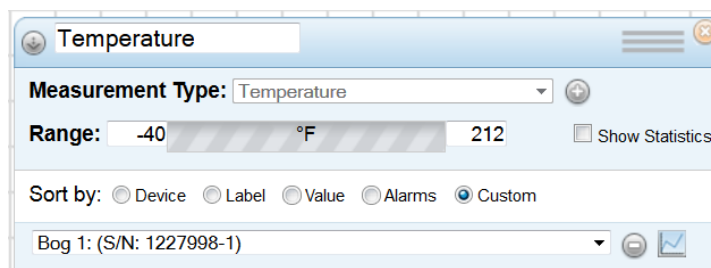 Temperature
Measurement Type: Temperature
Range: -40 °F 212 Show Statistics
Sort by: Device Label Value Alarms Custom
Bog 1: (S/N: 1227998-1)